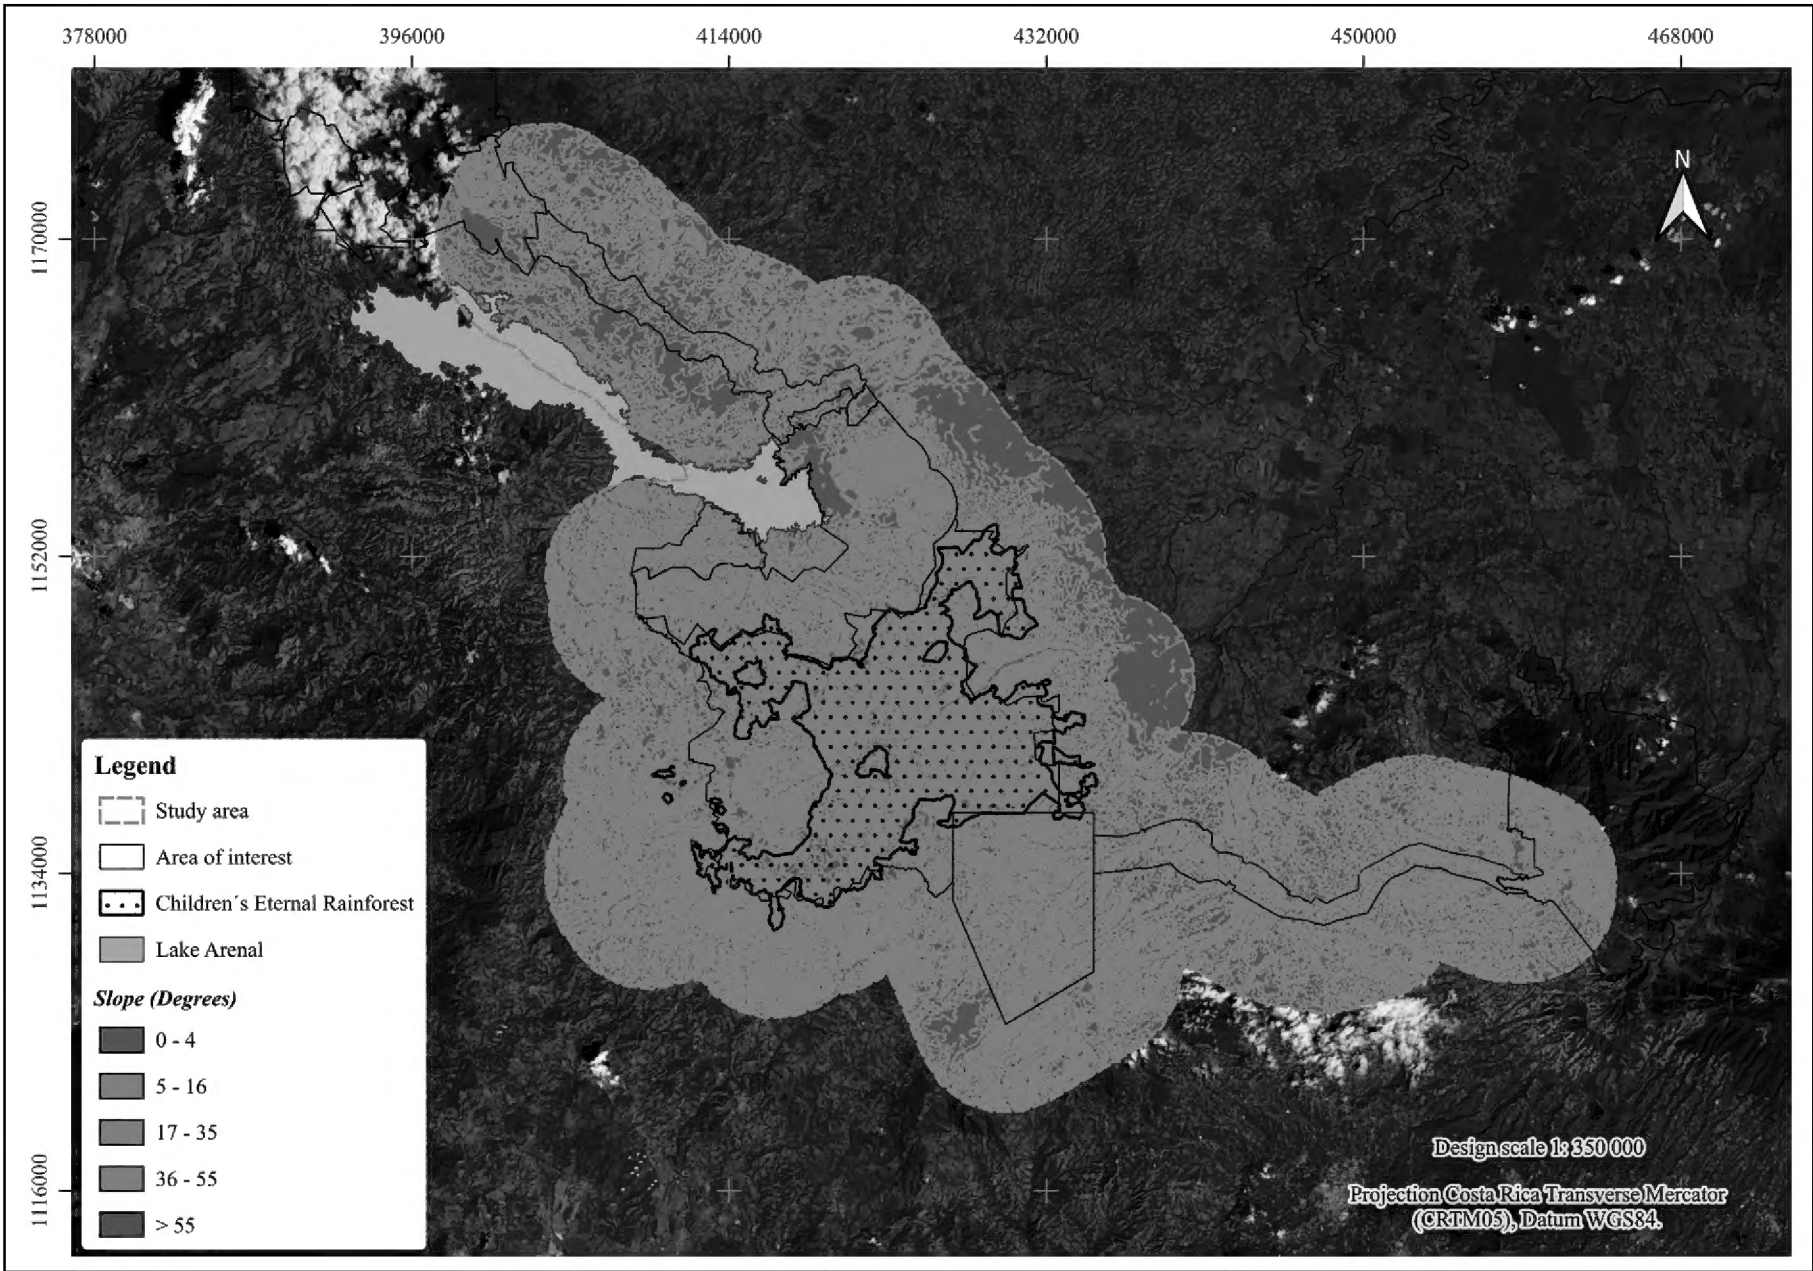 378000 396000 414000 432000 450000 468000
N
1170000
1152000
1134000
1116000
Legend
Study area
Area of interest
Children´s Eternal Rainforest
Lake Arenal
Slope (Degrees)
0 - 4
5 - 16
17 - 35
36 - 55
> 55
Design scale 1: 350 000
Projection Costa Rica Transverse Mercator
(CRTM05), Datum WGS84.